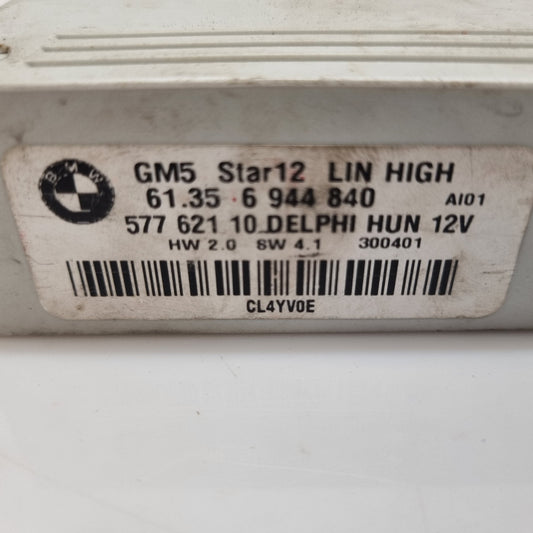 BMW
GM5 Star12 LIN HIGH
61.35 6 944 840 AI01
577 621 10 DELPHI HUN 12V
HW 2.0 SW 4.1 300401
CL4YV0E